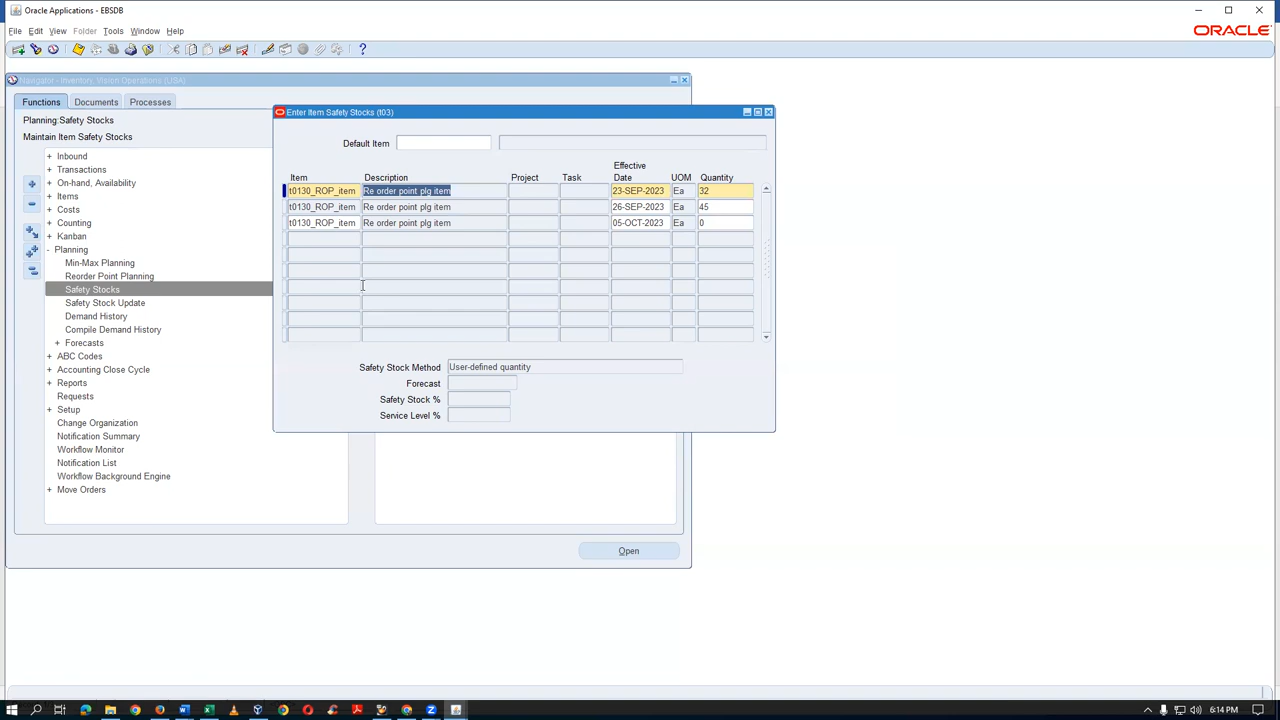 Oracle Applications - EBSDB
File Edit View Folder Tools Window Help
ORACLE
Functions Documents Processes
Planning:Safety Stocks
Maintain Item Safety Stocks
+ Inbound
+ Transactions
+ On-hand, Availability
+ Items
+ Costs
+ Counting
+ Kanban
- Planning
Min-Max Planning
Reorder Point Planning
Safety Stocks
Safety Stock Update
Demand History
Compile Demand History
+ Forecasts
+ ABC Codes
+ Accounting Close Cycle
+ Reports
Requests
+ Setup
Change Organization
Notification Summary
Workflow Monitor
Notification List
Workflow Background Engine
+ Move Orders
Open
Enter Item Safety Stocks (t03)
Default Item
Effective
Item Description Project Task Date UOM Quantity
t0130_ROP_item Re order point plg item 23-SEP-2023 Ea 32
t0130_ROP_item Re order point plg item 26-SEP-2023 Ea 45
t0130_ROP_item Re order point plg item 05-OCT-2023 Ea 0
Safety Stock Method User-defined quantity
Forecast
Safety Stock %
Service Level %
6:14 PM